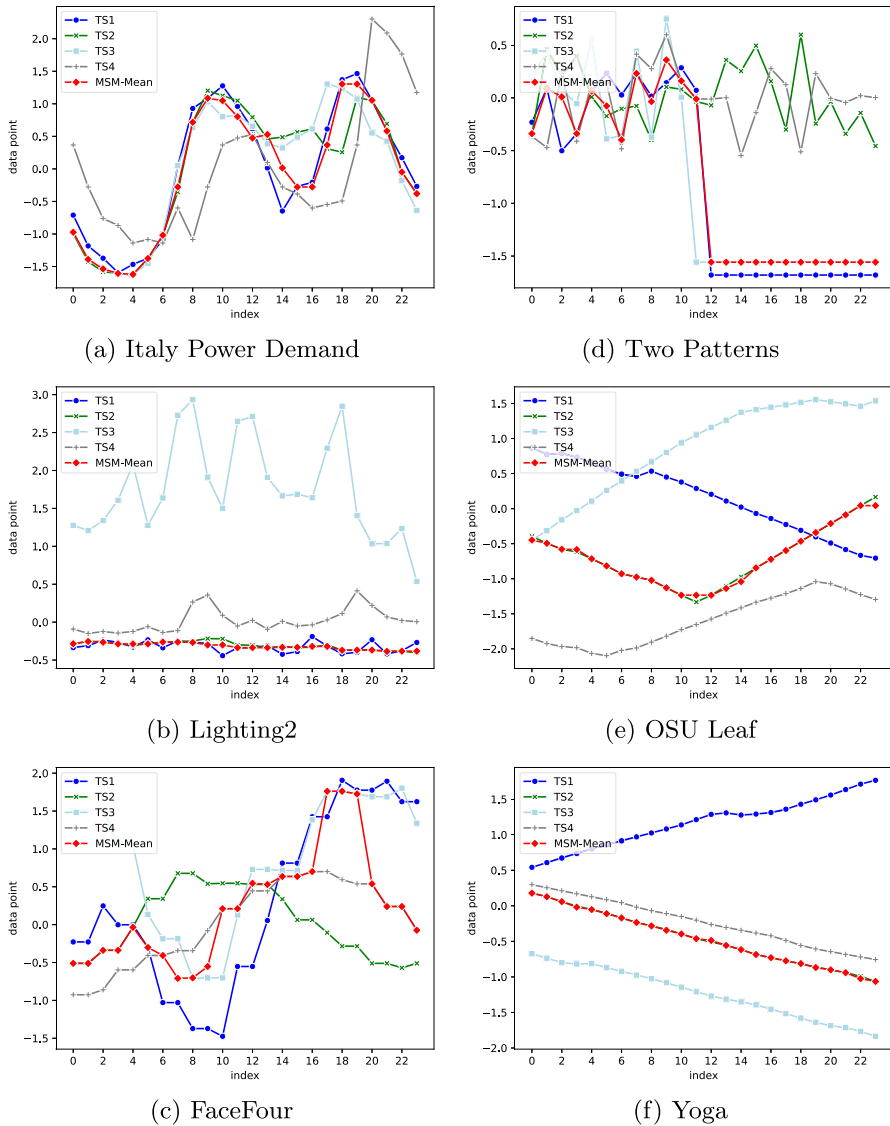 2.0
1.5
1.0
0.5
0.0
−0.5
−1.0
−1.5
data point
TS1
TS2
TS3
TS4
MSM-Mean
0 2 4 6 8 10 12 14 16 18 20 22
index
(a) Italy Power Demand
0.5
0.0
−0.5
−1.0
−1.5
data point
TS1
TS2
TS3
TS4
MSM-Mean
0 2 4 6 8 10 12 14 16 18 20 22
index
(d) Two Patterns
3.0
2.5
2.0
1.5
1.0
0.5
0.0
−0.5
data point
TS1
TS2
TS3
TS4
MSM-Mean
0 2 4 6 8 10 12 14 16 18 20 22
index
(b) Lighting2
1.5
1.0
0.5
0.0
−0.5
−1.0
−1.5
−2.0
data point
TS1
TS2
TS3
TS4
MSM-Mean
0 2 4 6 8 10 12 14 16 18 20 22
index
(e) OSU Leaf
2.0
1.5
1.0
0.5
0.0
−0.5
−1.0
−1.5
data point
TS1
TS2
TS3
TS4
MSM-Mean
0 2 4 6 8 10 12 14 16 18 20 22
index
(c) FaceFour
1.5
1.0
0.5
0.0
−0.5
−1.0
−1.5
−2.0
data point
TS1
TS2
TS3
TS4
MSM-Mean
0 2 4 6 8 10 12 14 16 18 20 22
index
(f) Yoga